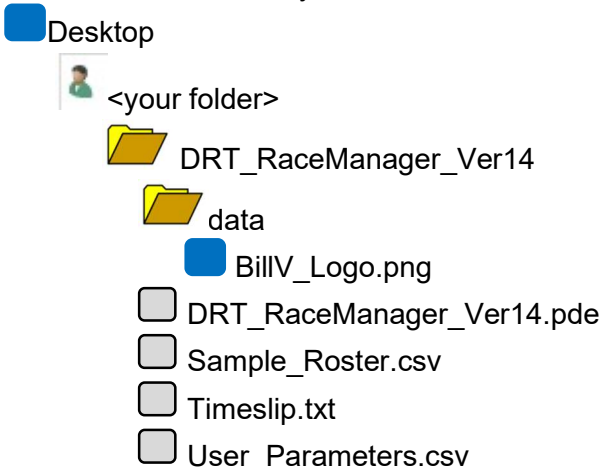 Desktop
<your folder>
DRT_RaceManager_Ver14
data
BillV_Logo.png
DRT_RaceManager_Ver14.pde
Sample_Roster.csv
Timeslip.txt
User_Parameters.csv